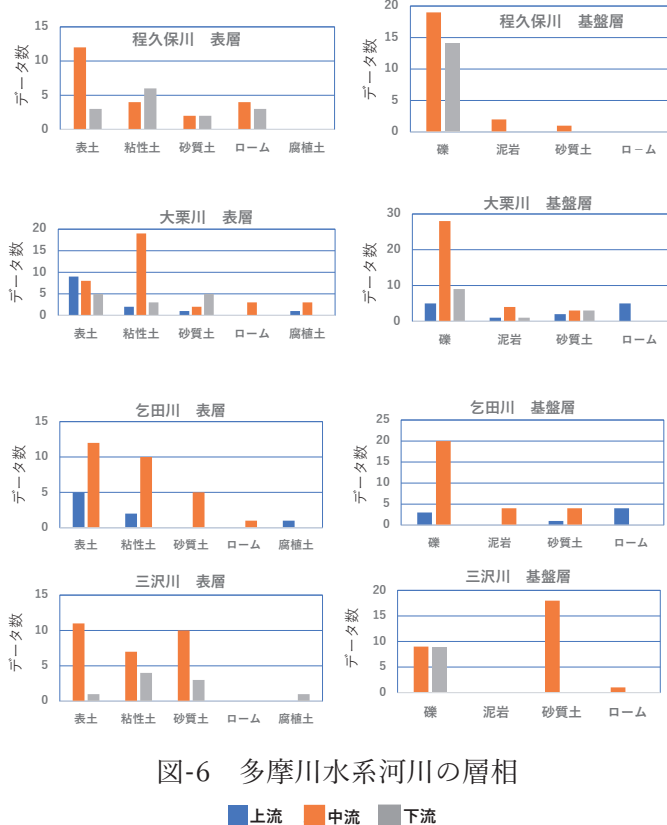 程久保川 表層
データ数
15
10
5
0
表土 粘性土 砂質土 ローム 腐植土
程久保川 基盤層
データ数
20
15
10
5
0
礫 泥岩 砂質土 ロ−ム
大栗川 表層
データ数
20
15
10
5
0
表土 粘性土 砂質土 ローム 腐植土
大栗川 基盤層
データ数
30
20
10
0
礫 泥岩 砂質土 ローム
乞田川 表層
データ数
15
10
5
0
表土 粘性土 砂質土 ローム 腐植土
乞田川 基盤層
データ数
25
20
15
10
5
0
礫 泥岩 砂質土 ローム
三沢川 表層
データ数
15
10
5
0
表土 粘性土 砂質土 ローム 腐植土
三沢川 基盤層
データ数
20
15
10
5
0
礫 泥岩 砂質土 ローム
図-6 多摩川水系河川の層相
上流 中流 下流